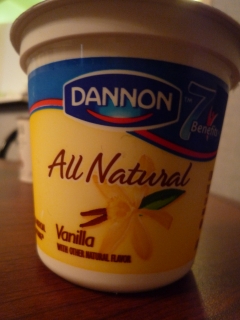 DANNON
7
Benefits
All Natural
Vanilla
WITH OTHER NATURAL FLAVOR